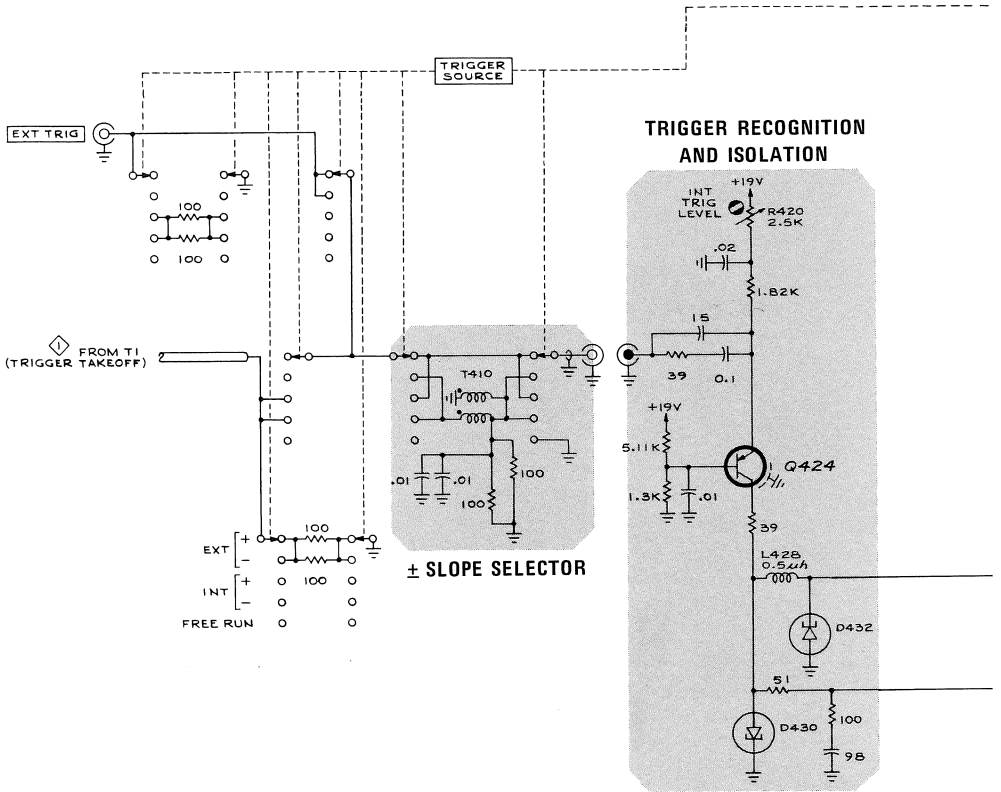 TRIGGER
SOURCE
EXT TRIG
100
100
1 FROM T1
(TRIGGER TAKEOFF)
T410
.01
.01
100
100
EXT + −
INT + −
FREE RUN
100
100
± SLOPE SELECTOR
TRIGGER RECOGNITION
AND ISOLATION
+19V
INT
TRIG
LEVEL
R420
2.5K
.02
1.82K
15
39
0.1
+19V
5.11K
1.3K
.01
Q424
39
L428
0.5µh
D432
51
D430
100
98